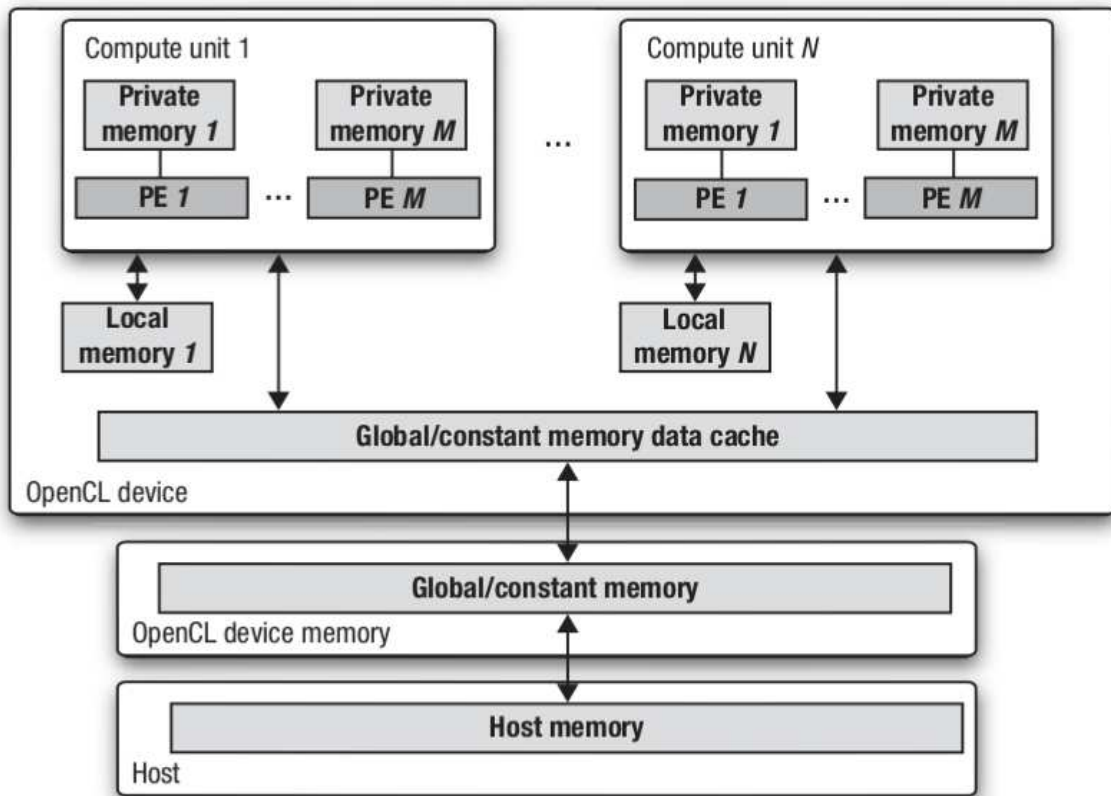 Compute unit 1
Compute unit N
Private
memory 1
Private
memory M
...
Private
memory 1
Private
memory M
PE 1
...
PE M
PE 1
...
PE M
Local
memory 1
Local
memory N
Global/constant memory data cache
OpenCL device
Global/constant memory
OpenCL device memory
Host memory
Host